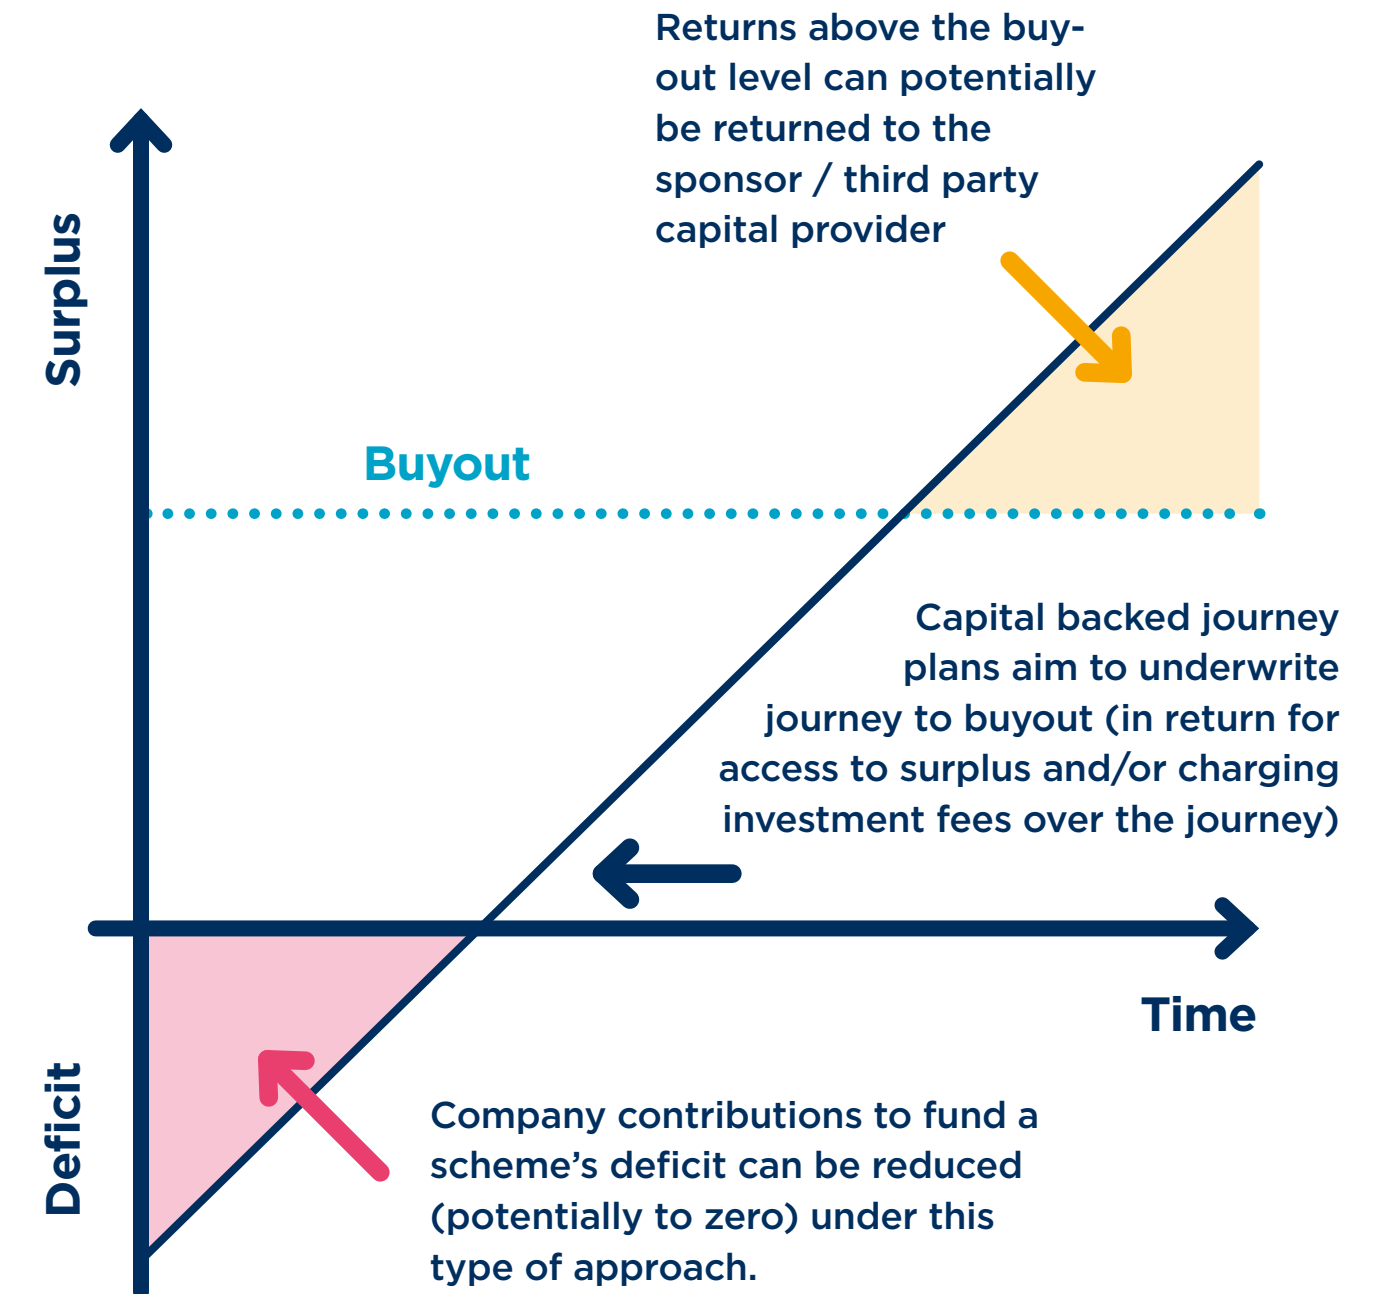 Returns above the buy-
out level can potentially
be returned to the
sponsor / third party
capital provider
Surplus
Buyout
Capital backed journey
plans aim to underwrite
journey to buyout (in return for
access to surplus and/or charging
investment fees over the journey)
Time
Deficit
Company contributions to fund a
scheme’s deficit can be reduced
(potentially to zero) under this
type of approach.